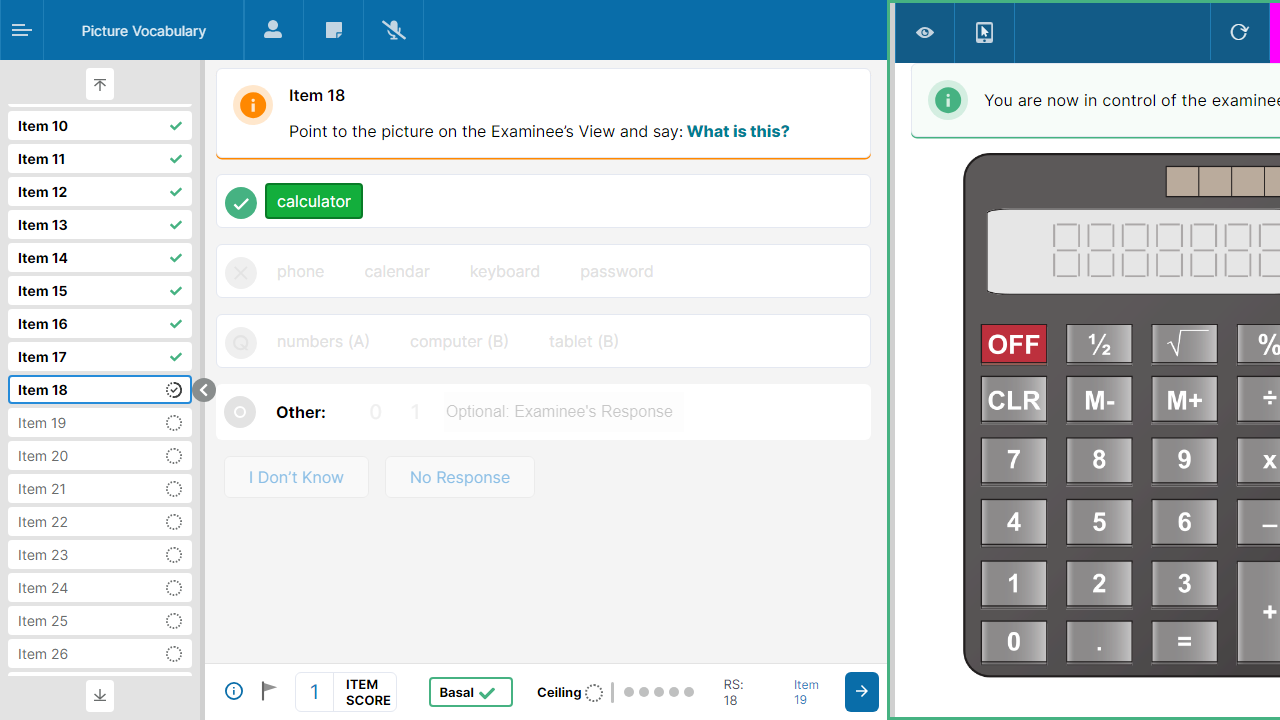 Picture Vocabulary
Item 10
Item 11
Item 12
Item 13
Item 14
Item 15
Item 16
Item 17
Item 18
Item 19
Item 20
Item 21
Item 22
Item 23
Item 24
Item 25
Item 26
Item 18
Point to the picture on the Examinee's View and say: What is this?
calculator
phone calendar keyboard password
Q numbers (A) computer (B) tablet (B)
Other: 0 1 Optional: Examinee's Response
I Don't Know No Response
1 ITEM SCORE Basal Ceiling RS: 18 Item 19
You are now in control of the examinee
OFF ½ √ %
CLR M- M+ ÷
7 8 9 x
4 5 6 –
1 2 3 +
0 . =